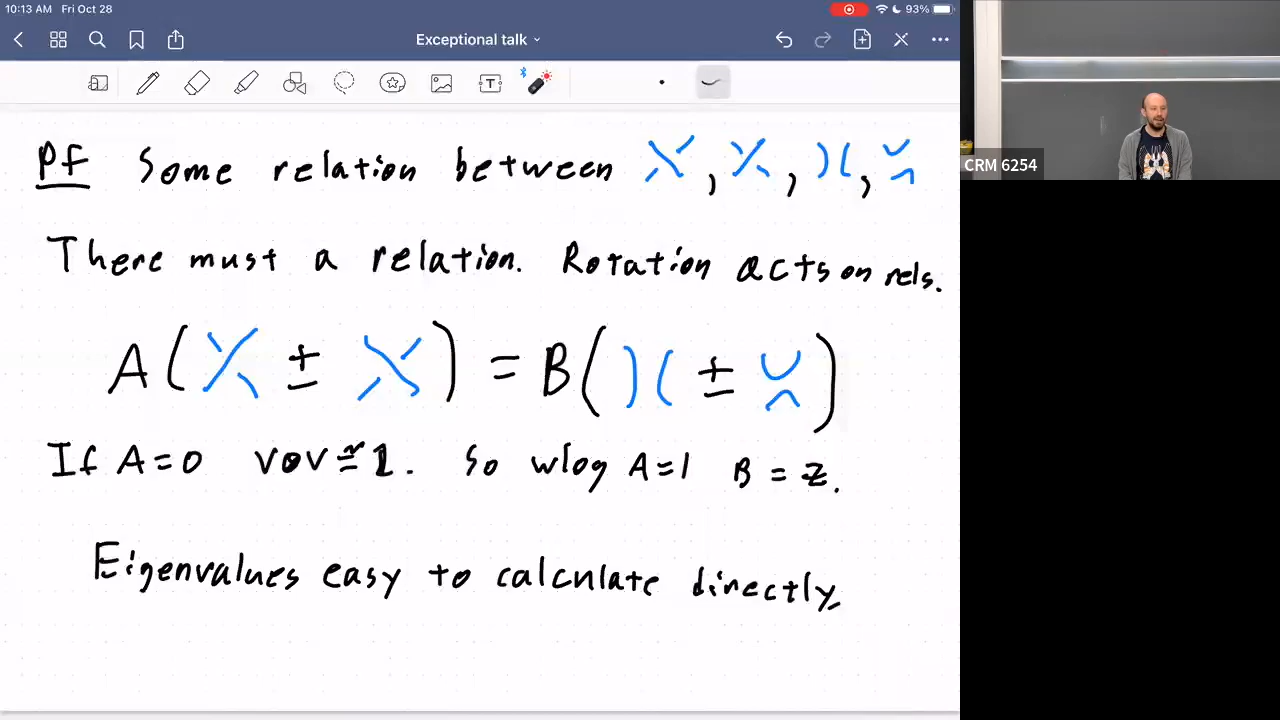 10:13 AM Fri Oct 28
93%
Exceptional talk
T
Pf Some relation between , , ,
There must a relation. Rotation acts on rels.
A( ± ) = B( )( ± )
If A=0 V⊗V≅1. So wlog A=1 B=z.
Eigenvalues easy to calculate directly.
CRM 6254